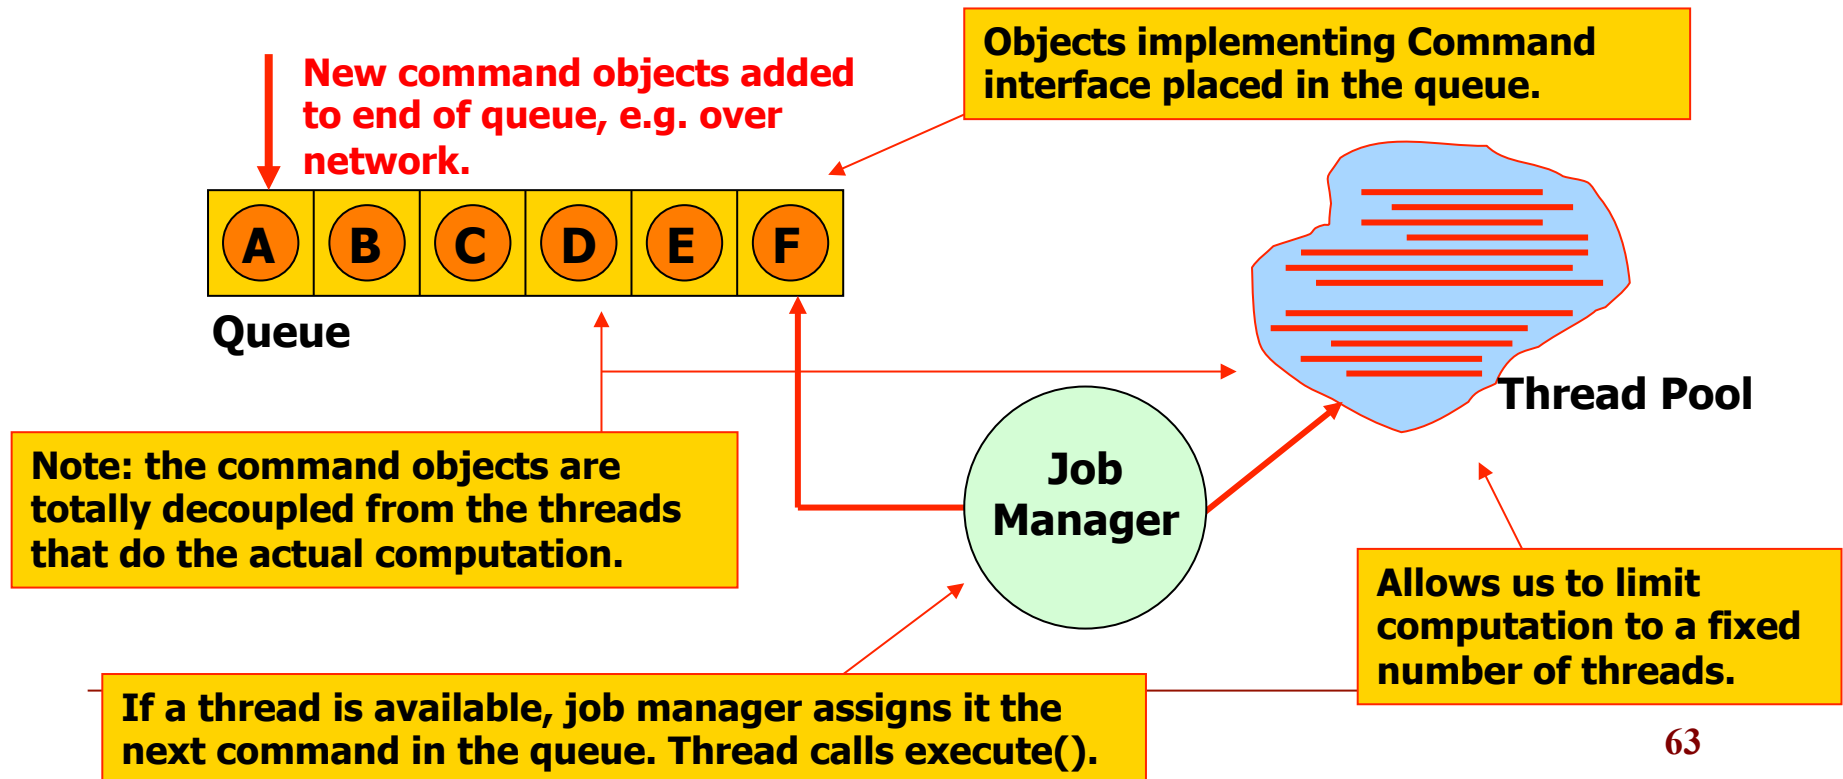 New command objects added
to end of queue, e.g. over
network.
Objects implementing Command
interface placed in the queue.
A B C D E F
Queue
Thread Pool
Note: the command objects are
totally decoupled from the threads
that do the actual computation.
Job
Manager
Allows us to limit
computation to a fixed
number of threads.
If a thread is available, job manager assigns it the
next command in the queue. Thread calls execute().
63